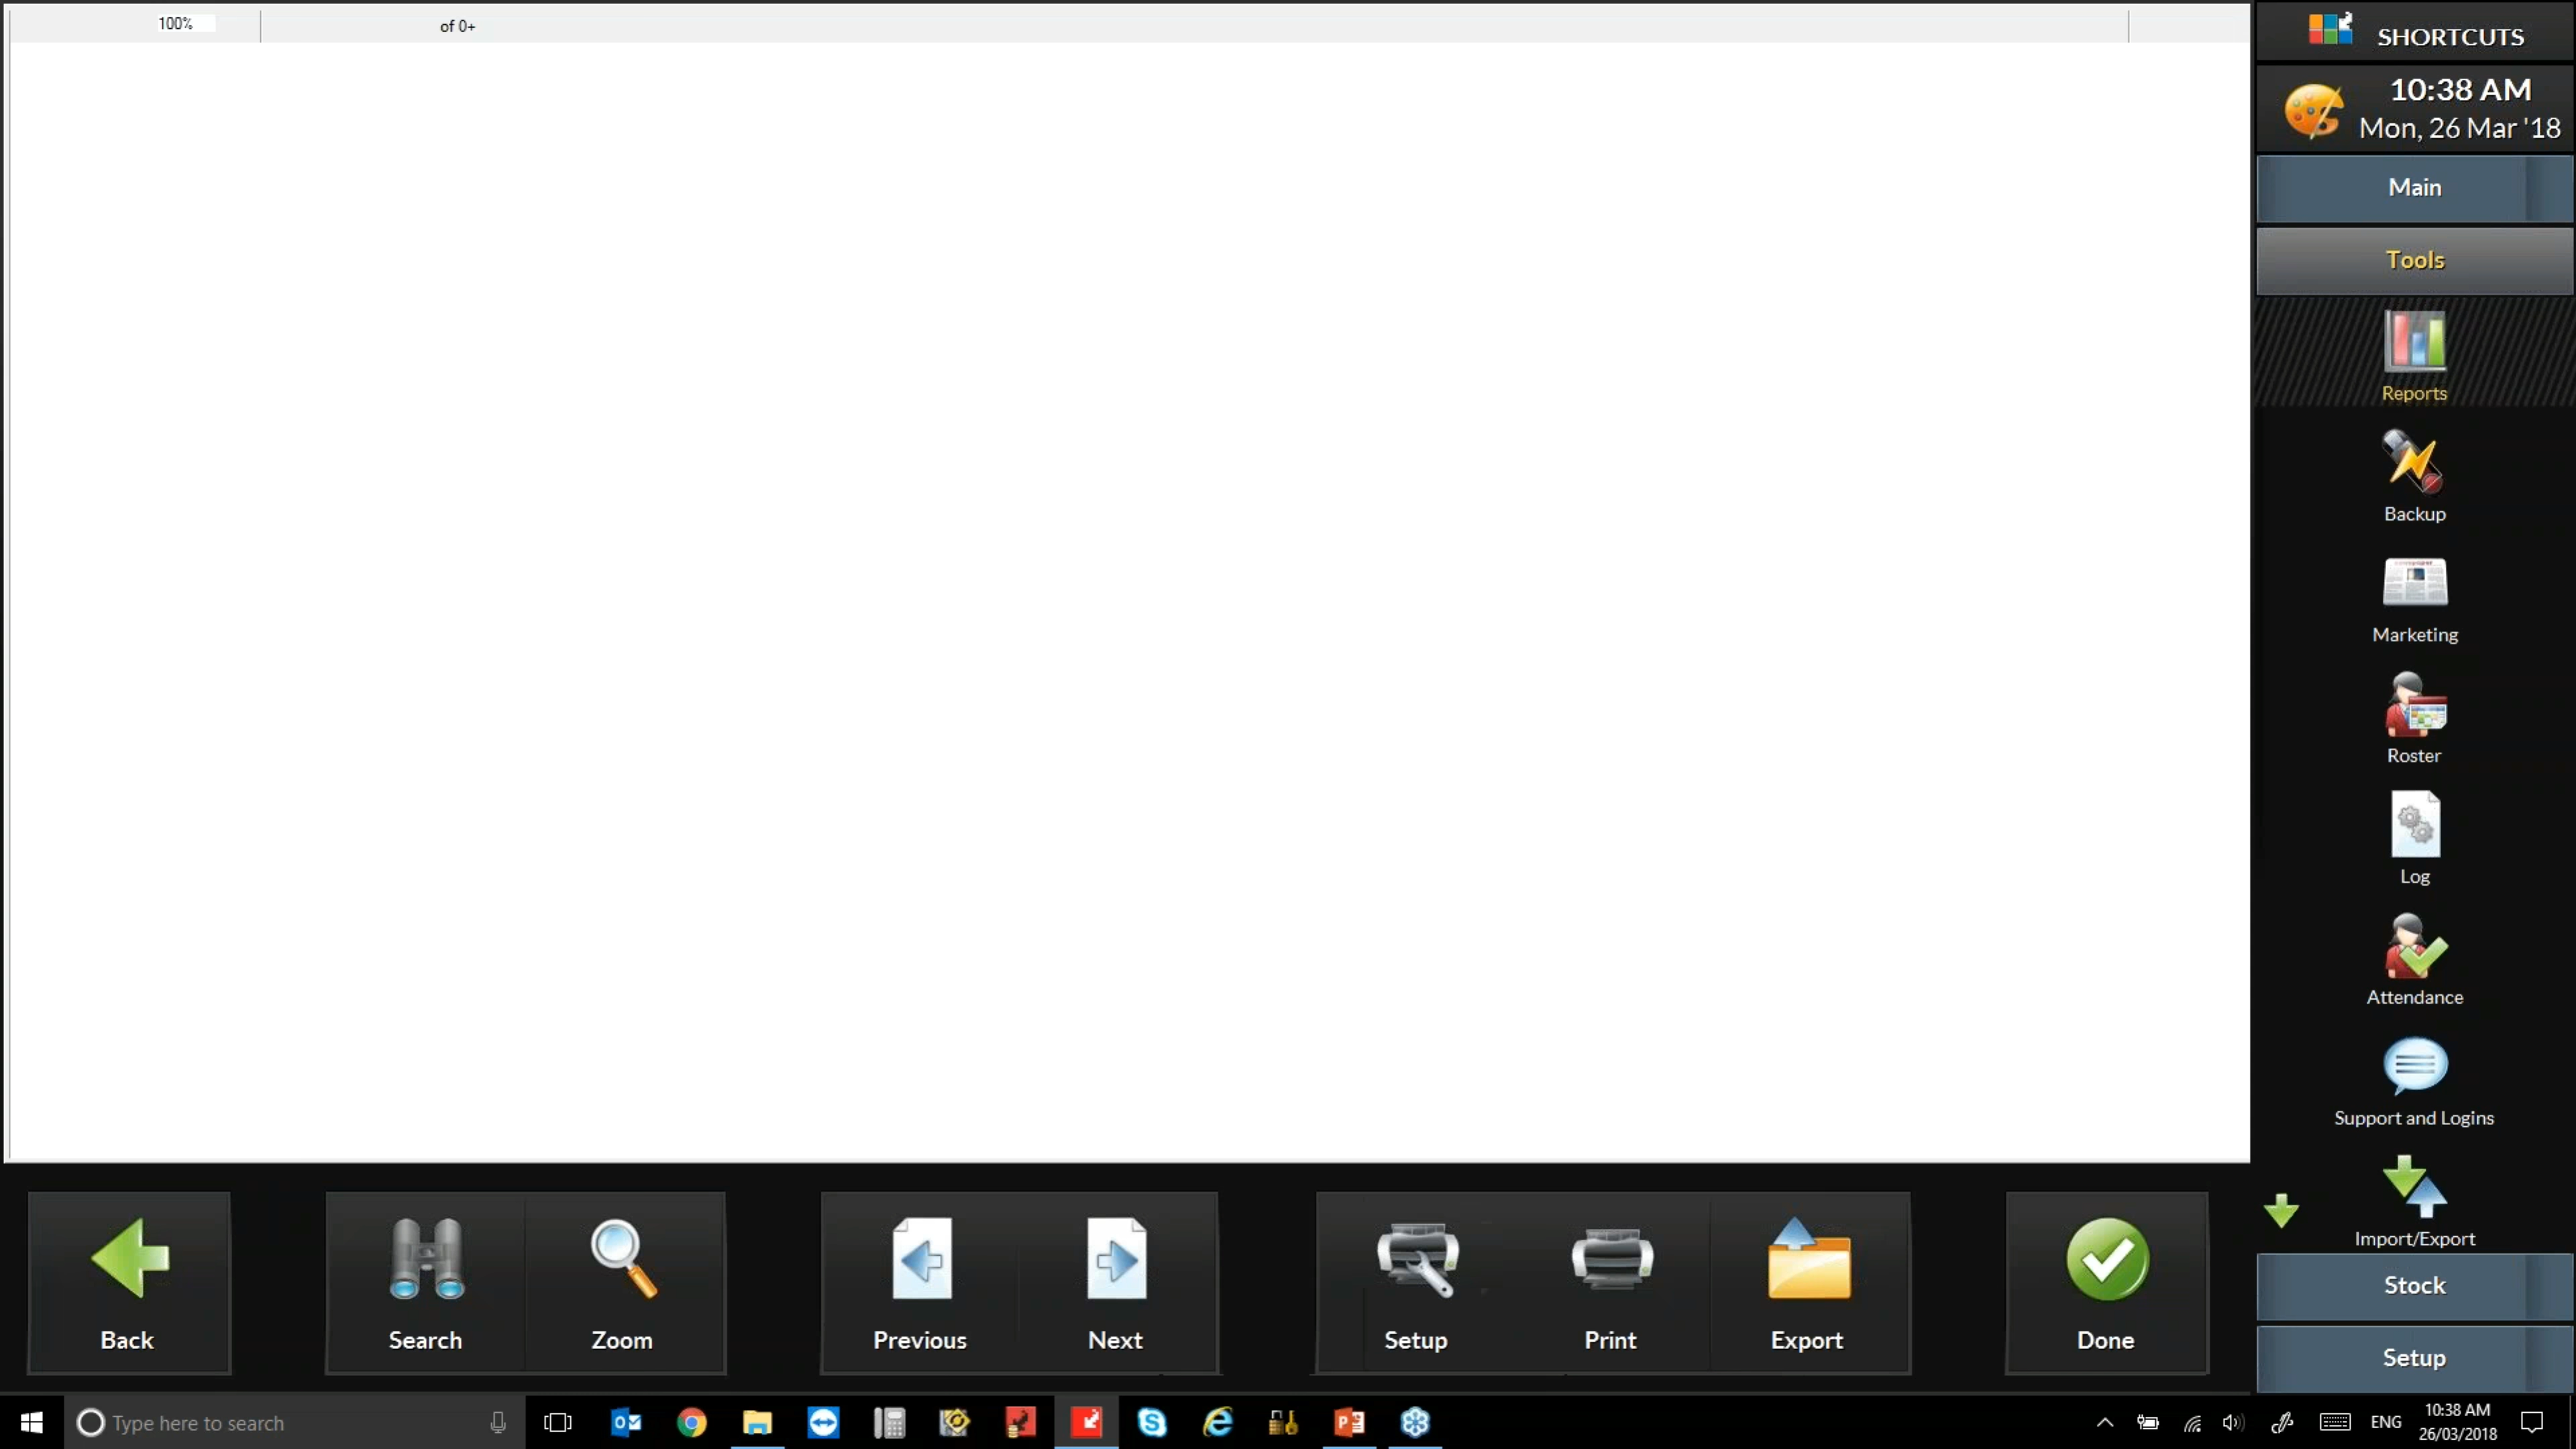 100%
of 0+
SHORTCUTS
10:38 AM
Mon, 26 Mar '18
Main
Tools
Reports
Backup
Marketing
Roster
Log
Attendance
Support and Logins
Import/Export
Stock
Setup
Back
Search
Zoom
Previous
Next
Setup
Print
Export
Done
Type here to search
ENG
10:38 AM
26/03/2018